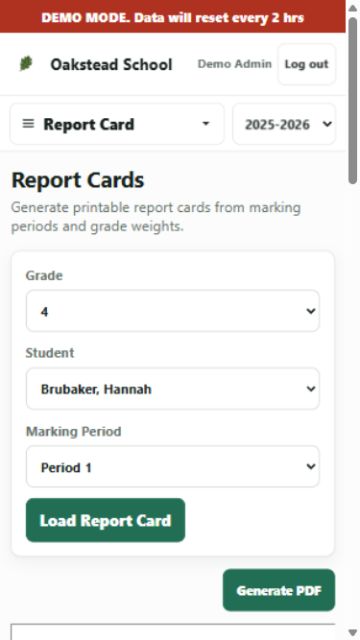 DEMO MODE. Data will reset every 2 hrs
Oakstead School
Demo Admin
Log out
Report Card
2025-2026
Report Cards
Generate printable report cards from marking
periods and grade weights.
Grade
4
Student
Brubaker, Hannah
Marking Period
Period 1
Load Report Card
Generate PDF